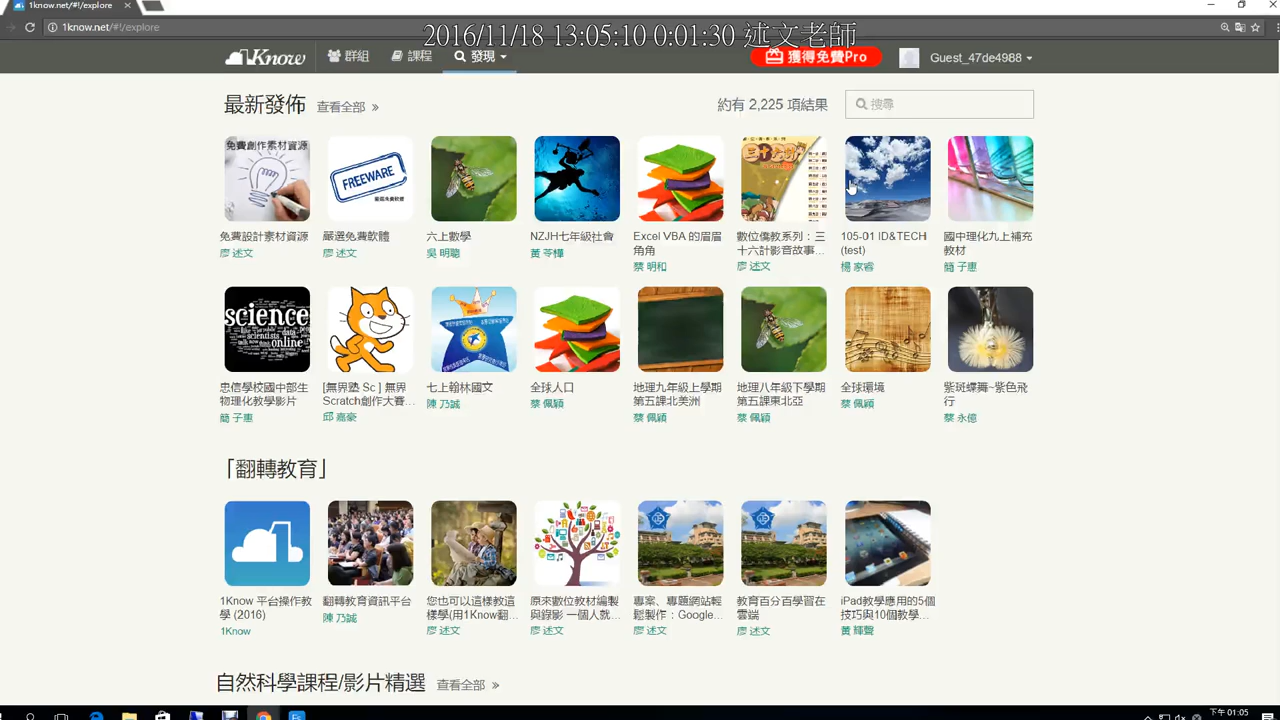 1know.net/#!/explore
1know.net/#!/explore
2016/11/18 13:05:10 0:01:30 述文老師
1Know 群組 課程 發現 獲得免費Pro Guest_47de4988
最新發佈 查看全部 » 約有 2,225 項結果 搜尋
免費創作素材資源
FREEWARE
免費設計素材資源
廖 述文
嚴選免費軟體
廖 述文
六上數學
吳 明聰
NZJH七年級社會
黃 苓樺
Excel VBA 的眉眉
角角
蔡 明和
數位僑教系列：三
十六計影音故事...
廖 述文
105-01 ID&TECH
(test)
楊 家睿
國中理化九上補充
教材
簡 子惠
science
忠信學校國中部生
物理化教學影片
簡 子惠
[無界塾 Sc ] 無界
Scratch創作大賽...
邱 嘉豪
七上翰林國文
陳 乃誠
全球人口
蔡 佩穎
地理九年級上學期
第五課北美洲
蔡 佩穎
地理八年級下學期
第五課東北亞
蔡 佩穎
全球環境
蔡 佩穎
紫斑蝶舞~紫色飛
行
蔡 永億
「翻轉教育」
1Know 平台操作教
學 (2016)
1Know
翻轉教育資訊平台
陳 乃誠
您也可以這樣教這
樣學(用1Know翻...
廖 述文
原來數位教材編製
與錄影 一個人就...
廖 述文
專案、專題網站輕
鬆製作：Google...
廖 述文
教育百分百學習在
雲端
廖 述文
iPad教學應用的5個
技巧與10個教學...
黃 輝聲
自然科學課程/影片精選 查看全部 »
下午 01:05